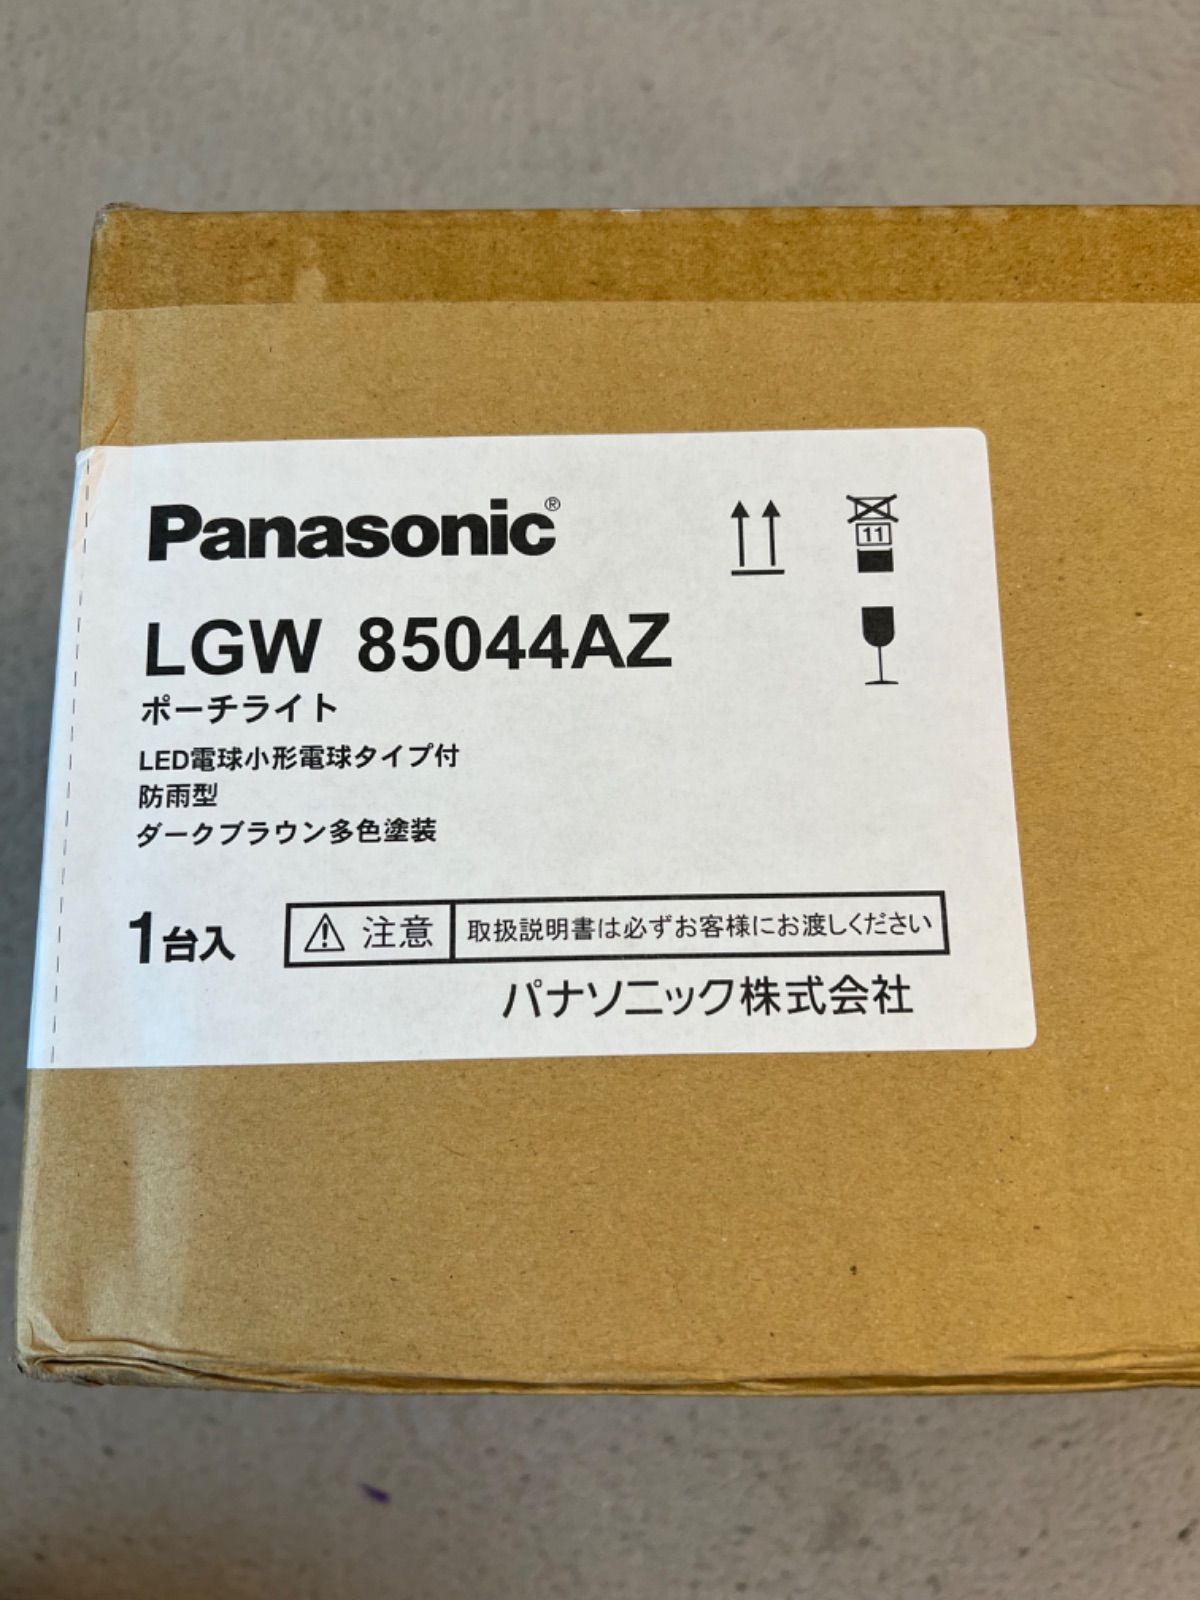 Panasonic®
LGW 85044AZ
ポーチライト
LED電球小形電球タイプ付
防雨型
ダークブラウン多色塗装
1台入
注意 取扱説明書は必ずお客様にお渡しください
パナソニック株式会社
11